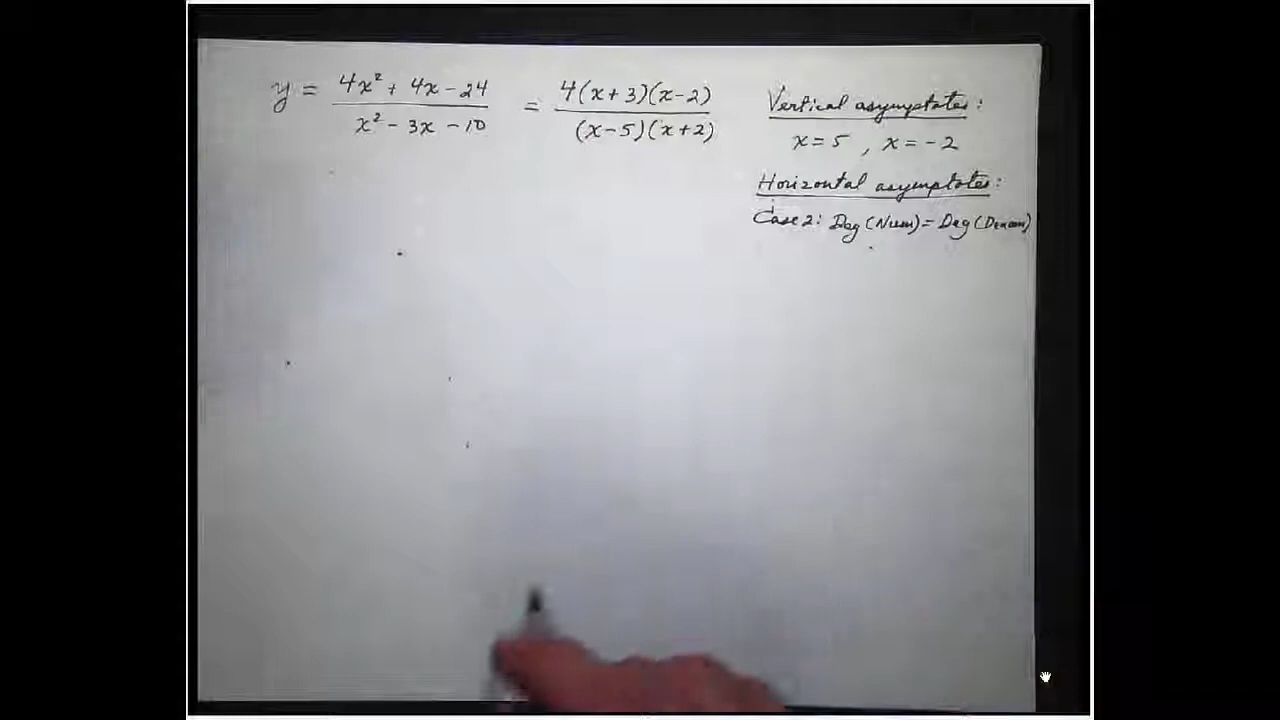 y = 4x² + 4x - 24 / x² - 3x - 10 = 4(x+3)(x-2) / (x-5)(x+2)
Vertical asymptotes:
x = 5 , x = -2
Horizontal asymptotes:
Case 2: Deg (Num) = Deg (Denom)